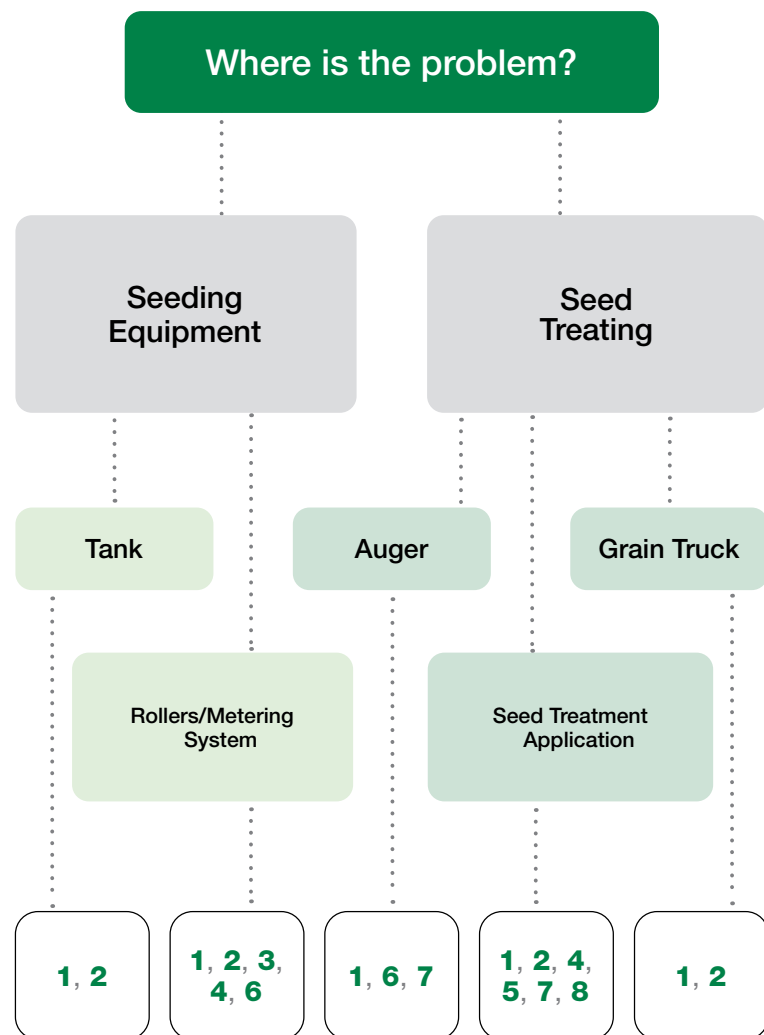 Where is the problem?
Seeding
Equipment
Seed
Treating
Tank
Auger
Grain Truck
Rollers/Metering
System
Seed Treatment
Application
1, 2
1, 2, 3,
4, 6
1, 6, 7
1, 2, 4,
5, 7, 8
1, 2